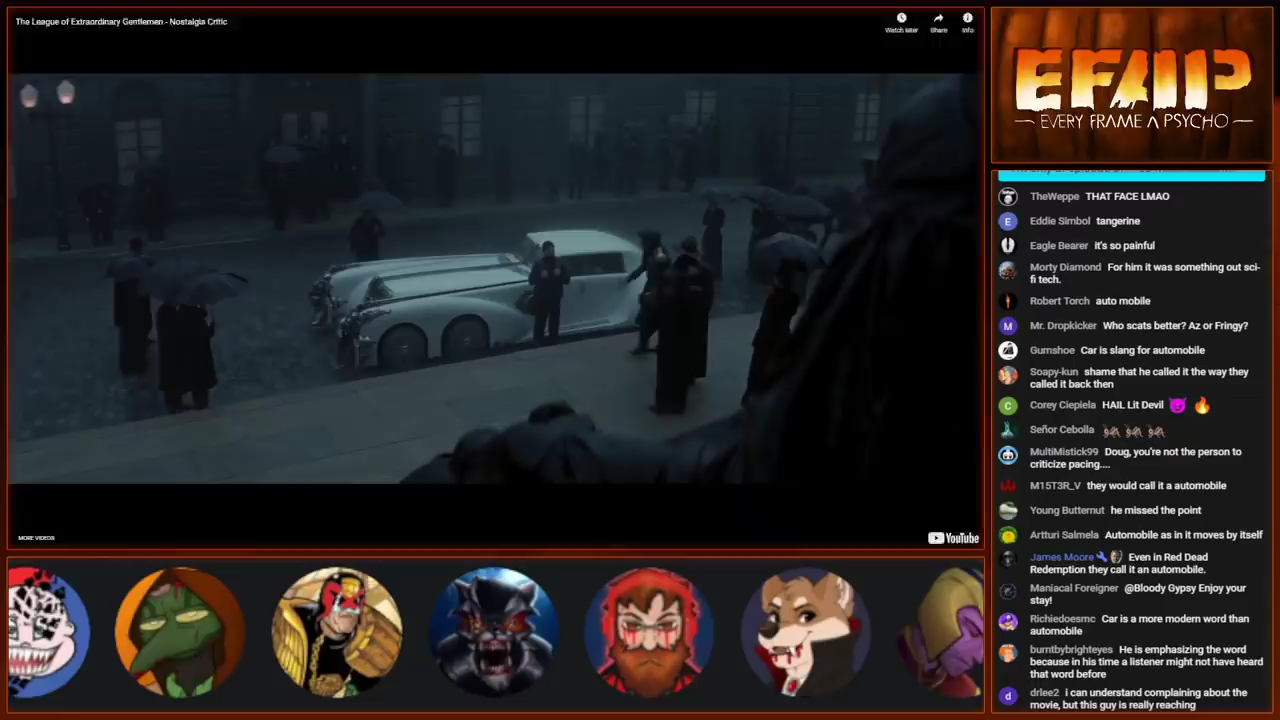 The League of Extraordinary Gentlemen - Nostalgia Critic
Watch later
Share
Info
MORE VIDEOS
YouTube
EFAP
EVERY FRAME A PSYCHO
TheWeppe THAT FACE LMAO
Eddie Simbol tangerine
Eagle Bearer it's so painful
Morty Diamond For him it was something out sci-
fi tech.
Robert Torch auto mobile
Mr. Dropkicker Who scats better? Az or Fringy?
Gumshoe Car is slang for automobile
Soapy-kun shame that he called it the way they
called it back then
Corey Ciepiela HAIL Lit Devil 😈 🔥
Señor Cebolla
MultiMistick99 Doug, you're not the person to
criticize pacing....
M15T3R_V they would call it a automobile
Young Butternut he missed the point
Artturi Salmela Automobile as in it moves by itself
James Moore Even in Red Dead
Redemption they call it an automobile.
Maniacal Foreigner @Bloody Gypsy Enjoy your
stay!
Richiedoesmc Car is a more modern word than
automobile
burntbybrighteyes He is emphasizing the word
because in his time a listener might not have heard
that word before
drlee2 i can understand complaining about the
movie, but this guy is really reaching